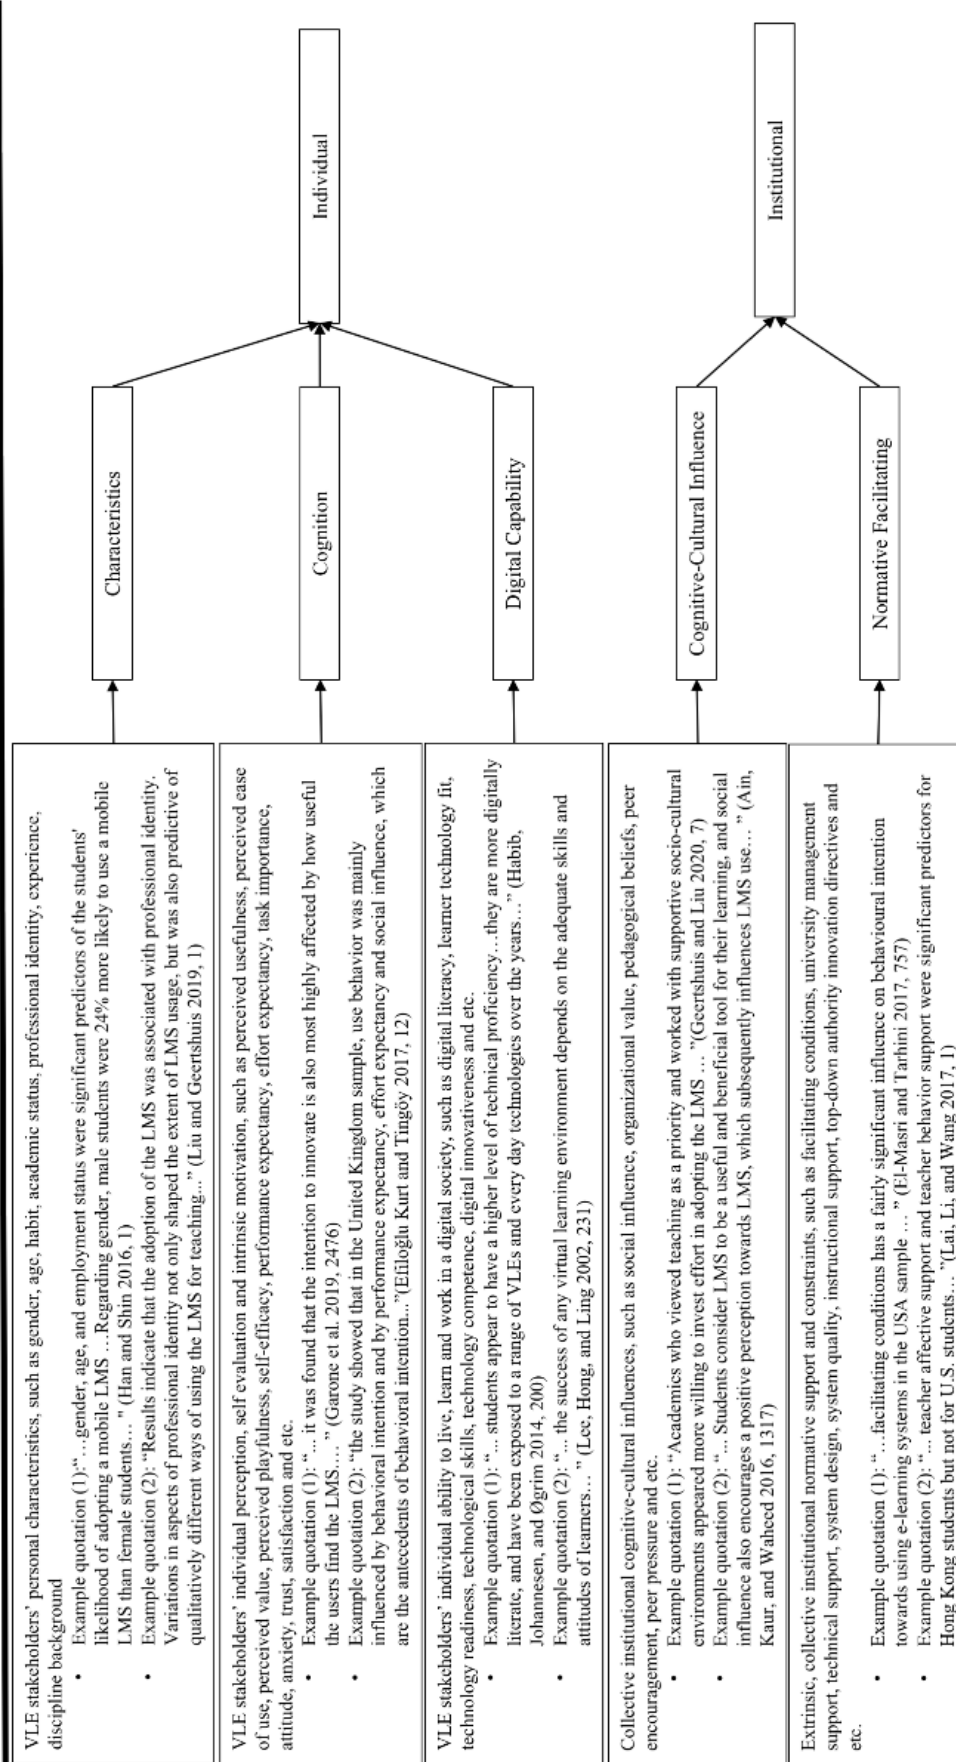 VLE stakeholders’ personal characteristics, such as gender, age, habit, academic status, professional identity, experience,
discipline background
• Example quotation (1):“…gender, age, and employment status were significant predictors of the students'
likelihood of adopting a mobile LMS …Regarding gender, male students were 24% more likely to use a mobile
LMS than female students…” (Han and Shin 2016, 1)
• Example quotation (2): “Results indicate that the adoption of the LMS was associated with professional identity.
Variations in aspects of professional identity not only shaped the extent of LMS usage, but was also predictive of
qualitatively different ways of using the LMS for teaching...” (Liu and Geertshuis 2019, 1)
Characteristics
VLE stakeholders’ individual perception, self evaluation and intrinsic motivation, such as perceived usefulness, perceived ease
of use, perceived value, perceived playfulness, self-efficacy, performance expectancy, effort expectancy, task importance,
attitude, anxiety, trust, satisfaction and etc.
• Example quotation (1): “... it was found that the intention to innovate is also most highly affected by how useful
the users find the LMS… ” (Garone et al. 2019, 2476)
• Example quotation (2): “the study showed that in the United Kingdom sample, use behavior was mainly
influenced by behavioral intention and by performance expectancy, effort expectancy and social influence, which
are the antecedents of behavioral intention...”(Efiloğlu Kurt and Tingöy 2017, 12)
Cognition
VLE stakeholders’ individual ability to live, learn and work in a digital society, such as digital literacy, learner technology fit,
technology readiness, technological skills, technology competence, digital innovativeness and etc.
• Example quotation (1): “... students appear to have a higher level of technical proficiency…they are more digitally
literate, and have been exposed to a range of VLEs and every day technologies over the years…” (Habib,
Johannesen, and Øgrim 2014, 200)
• Example quotation (2): “... the success of any virtual learning environment depends on the adequate skills and
attitudes of learners… ” (Lee, Hong, and Ling 2002, 231)
Digital Capability
Individual
Collective institutional cognitive-cultural influences, such as social influence, organizational value, pedagogical beliefs, peer
encouragement, peer pressure and etc.
• Example quotation (1): “Academics who viewed teaching as a priority and worked with supportive socio-cultural
environments appeared more willing to invest effort in adopting the LMS … ”(Geertshuis and Liu 2020, 7)
• Example quotation (2): “... Students consider LMS to be a useful and beneficial tool for their learning, and social
influence also encourages a positive perception towards LMS, which subsequently influences LMS use… ” (Ain,
Kaur, and Waheed 2016, 1317)
Cognitive-Cultural Influence
Extrinsic, collective institutional normative support and constraints, such as facilitating conditions, university management
support, technical support, system design, system quality, instructional support, top-down authority innovation directives and
etc.
• Example quotation (1): “…facilitating conditions has a fairly significant influence on behavioural intention
towards using e-learning systems in the USA sample … ” (El-Masri and Tarhini 2017, 757)
• Example quotation (2): “... teacher affective support and teacher behavior support were significant predictors for
Hong Kong students but not for U.S. students… ”(Lai, Li, and Wang 2017, 1)
Normative Facilitating
Institutional